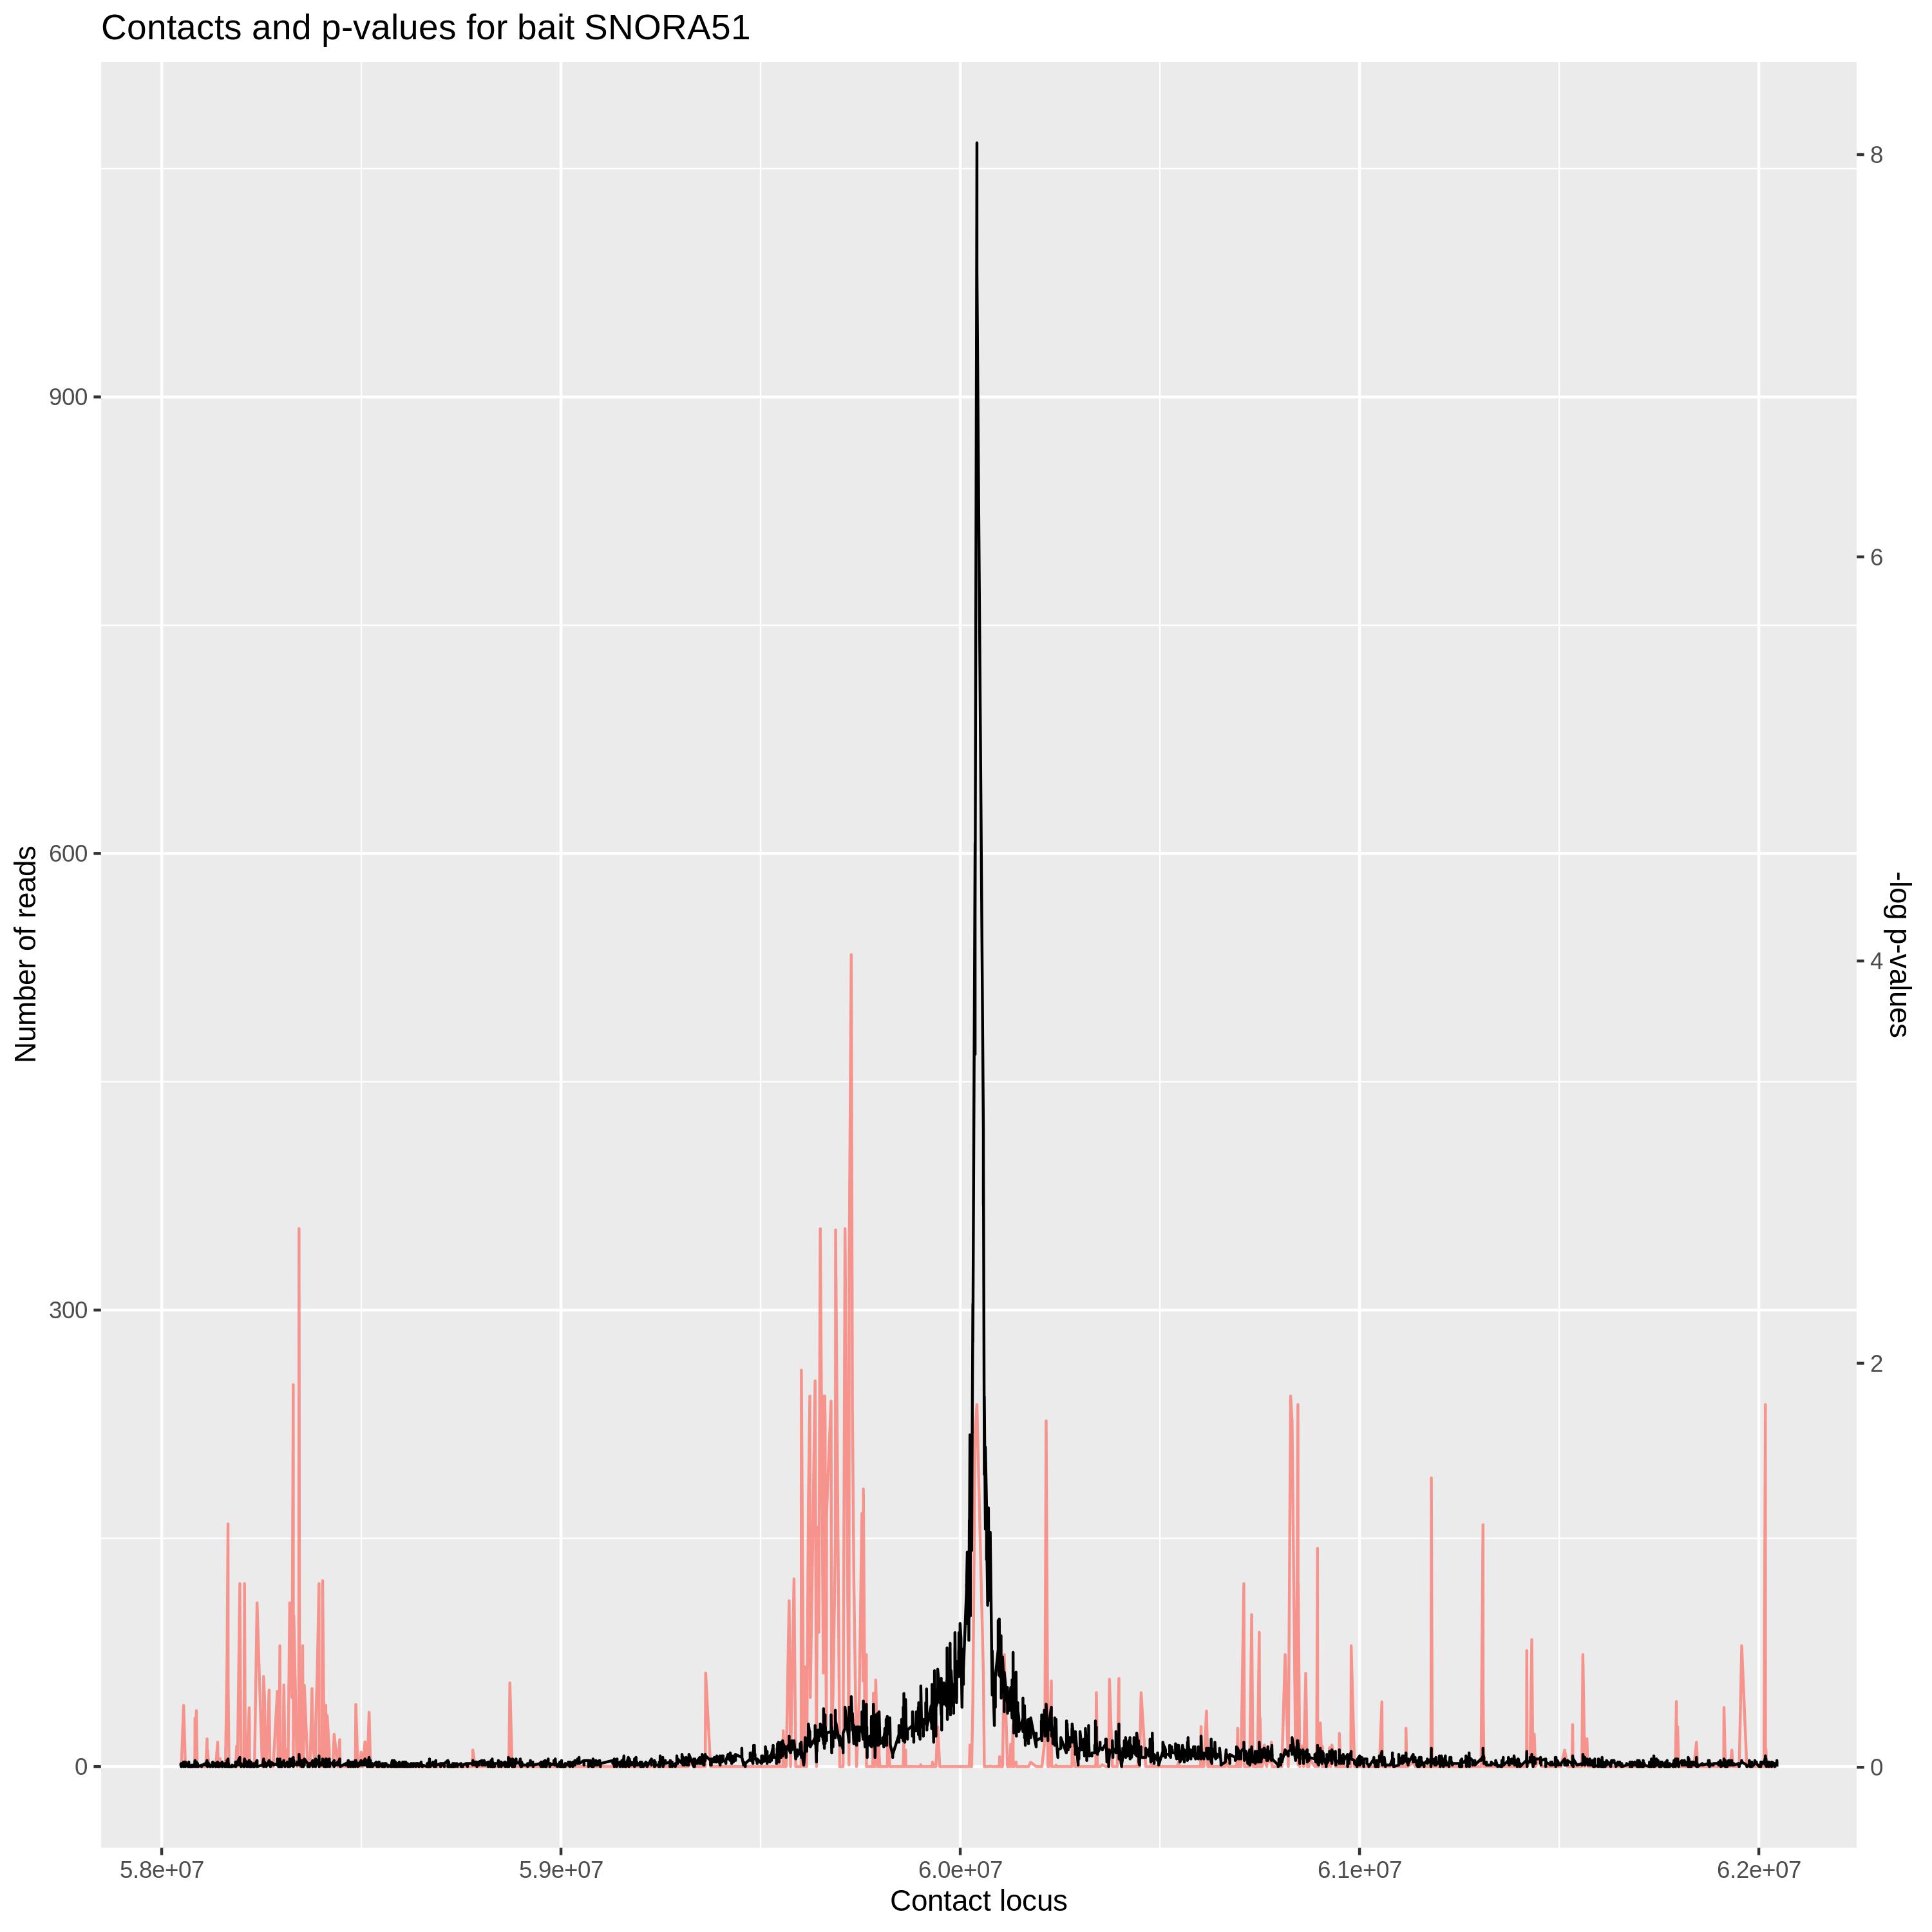 Contacts and p-values for bait SNORA51
Number of reads
900
600
300
0
8
6
4
2
0
-log p-values
5.8e+07 5.9e+07 6.0e+07 6.1e+07 6.2e+07
Contact locus